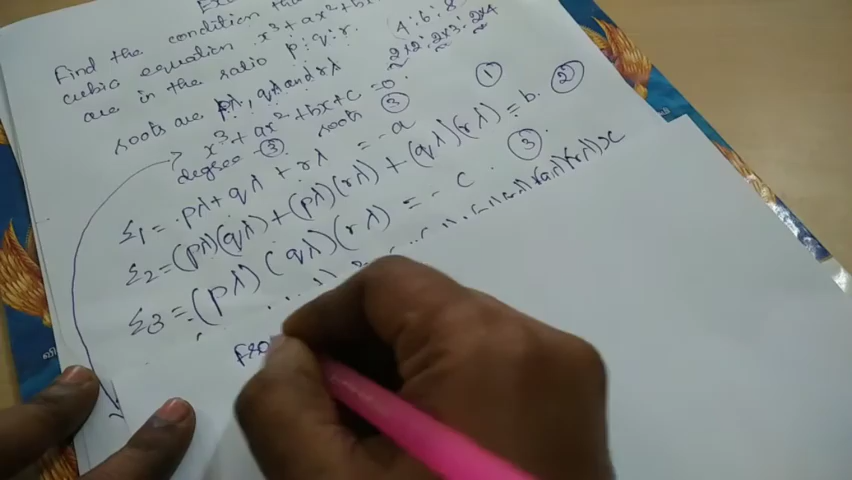 Find the condition tha
cubic equation x³+ax²+bx
are in the ratio p:q:r. 4:6:8
2×2:2×3:2×4
roots are pλ, qλ and rλ
x³+ax²+bx+c=0. ①
degree - ③ roots ③
Σ1= pλ+qλ+rλ = -a ②
Σ2=(pλ)(qλ)+(pλ)(rλ)+(qλ)(rλ)=b.
Σ3=(pλ)(qλ)(rλ)=-c. ③.